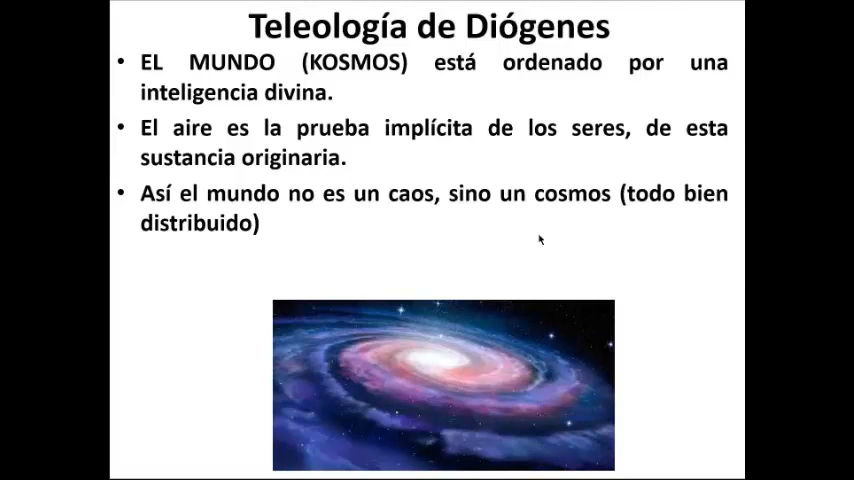 Teleología de Diógenes
• EL MUNDO (KOSMOS) está ordenado por una
inteligencia divina.
• El aire es la prueba implícita de los seres, de esta
sustancia originaria.
• Así el mundo no es un caos, sino un cosmos (todo bien
distribuido)